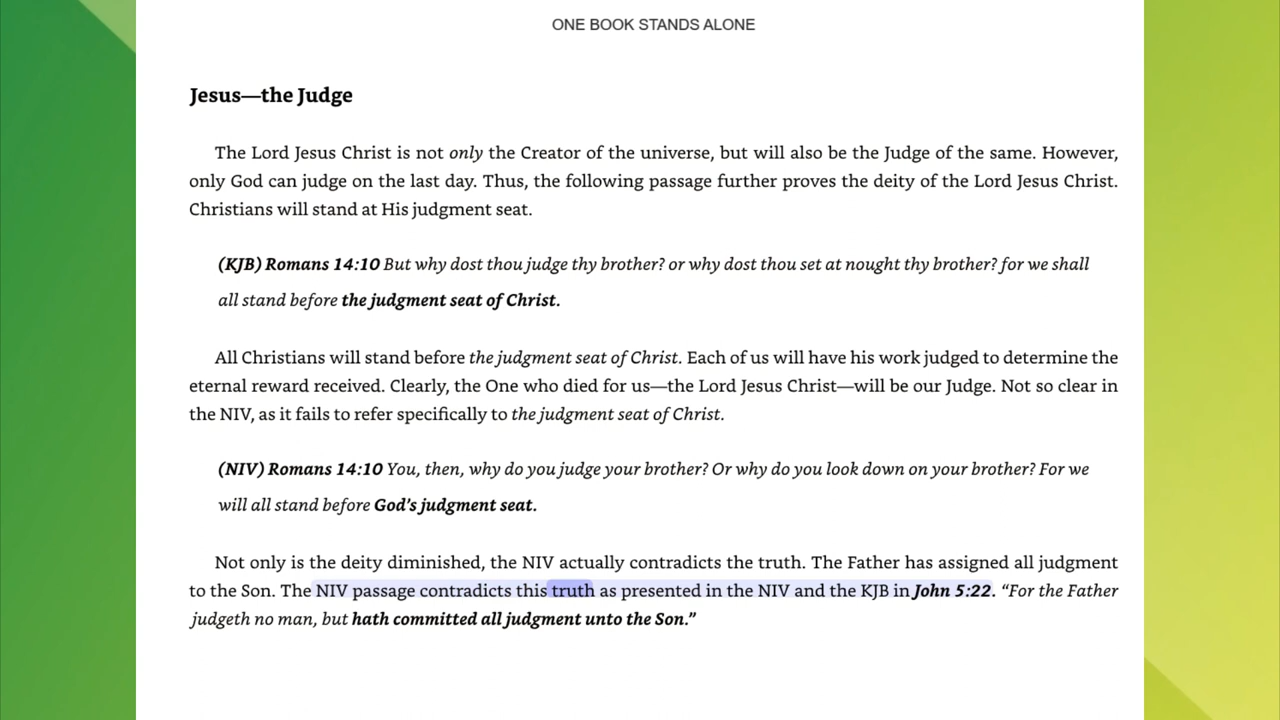 ONE BOOK STANDS ALONE
Jesus—the Judge
The Lord Jesus Christ is not only the Creator of the universe, but will also be the Judge of the same. However,
only God can judge on the last day. Thus, the following passage further proves the deity of the Lord Jesus Christ.
Christians will stand at His judgment seat.
(KJB) Romans 14:10 But why dost thou judge thy brother? or why dost thou set at nought thy brother? for we shall
all stand before the judgment seat of Christ.
All Christians will stand before the judgment seat of Christ. Each of us will have his work judged to determine the
eternal reward received. Clearly, the One who died for us—the Lord Jesus Christ—will be our Judge. Not so clear in
the NIV, as it fails to refer specifically to the judgment seat of Christ.
(NIV) Romans 14:10 You, then, why do you judge your brother? Or why do you look down on your brother? For we
will all stand before God’s judgment seat.
Not only is the deity diminished, the NIV actually contradicts the truth. The Father has assigned all judgment
to the Son. The NIV passage contradicts this truth as presented in the NIV and the KJB in John 5:22. “For the Father
judgeth no man, but hath committed all judgment unto the Son.”